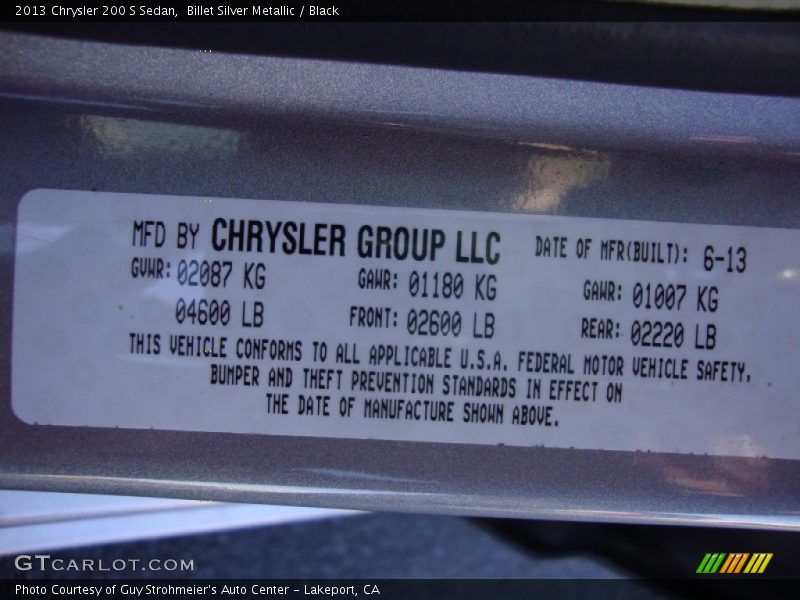 2013 Chrysler 200 S Sedan,  Billet Silver Metallic / Black
MFD BY CHRYSLER GROUP LLC DATE OF MFR(BUILT): 6-13
GVWR: 02087 KG GAWR: 01180 KG GAWR: 01007 KG
04600 LB FRONT: 02600 LB REAR: 02220 LB
THIS VEHICLE CONFORMS TO ALL APPLICABLE U.S.A. FEDERAL MOTOR VEHICLE SAFETY,
BUMPER AND THEFT PREVENTION STANDARDS IN EFFECT ON
THE DATE OF MANUFACTURE SHOWN ABOVE.
GTCARLOT.COM
Photo Courtesy of Guy Strohmeier's Auto Center - Lakeport, CA